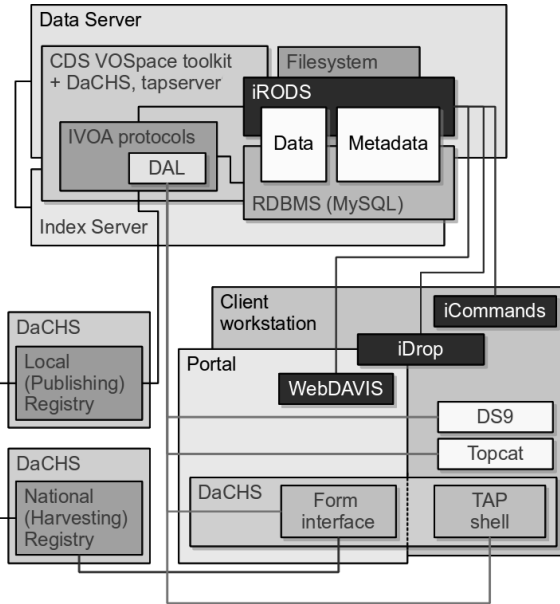 Data Server
CDS VOSpace toolkit
+ DaCHS, tapserver
Filesystem
iRODS
IVOA protocols
DAL
Data
Metadata
RDBMS (MySQL)
Index Server
Client
workstation
iCommands
iDrop
Portal
WebDAVIS
DaCHS
Local
(Publishing)
Registry
DS9
Topcat
DaCHS
National
(Harvesting)
Registry
DaCHS
Form
interface
TAP
shell